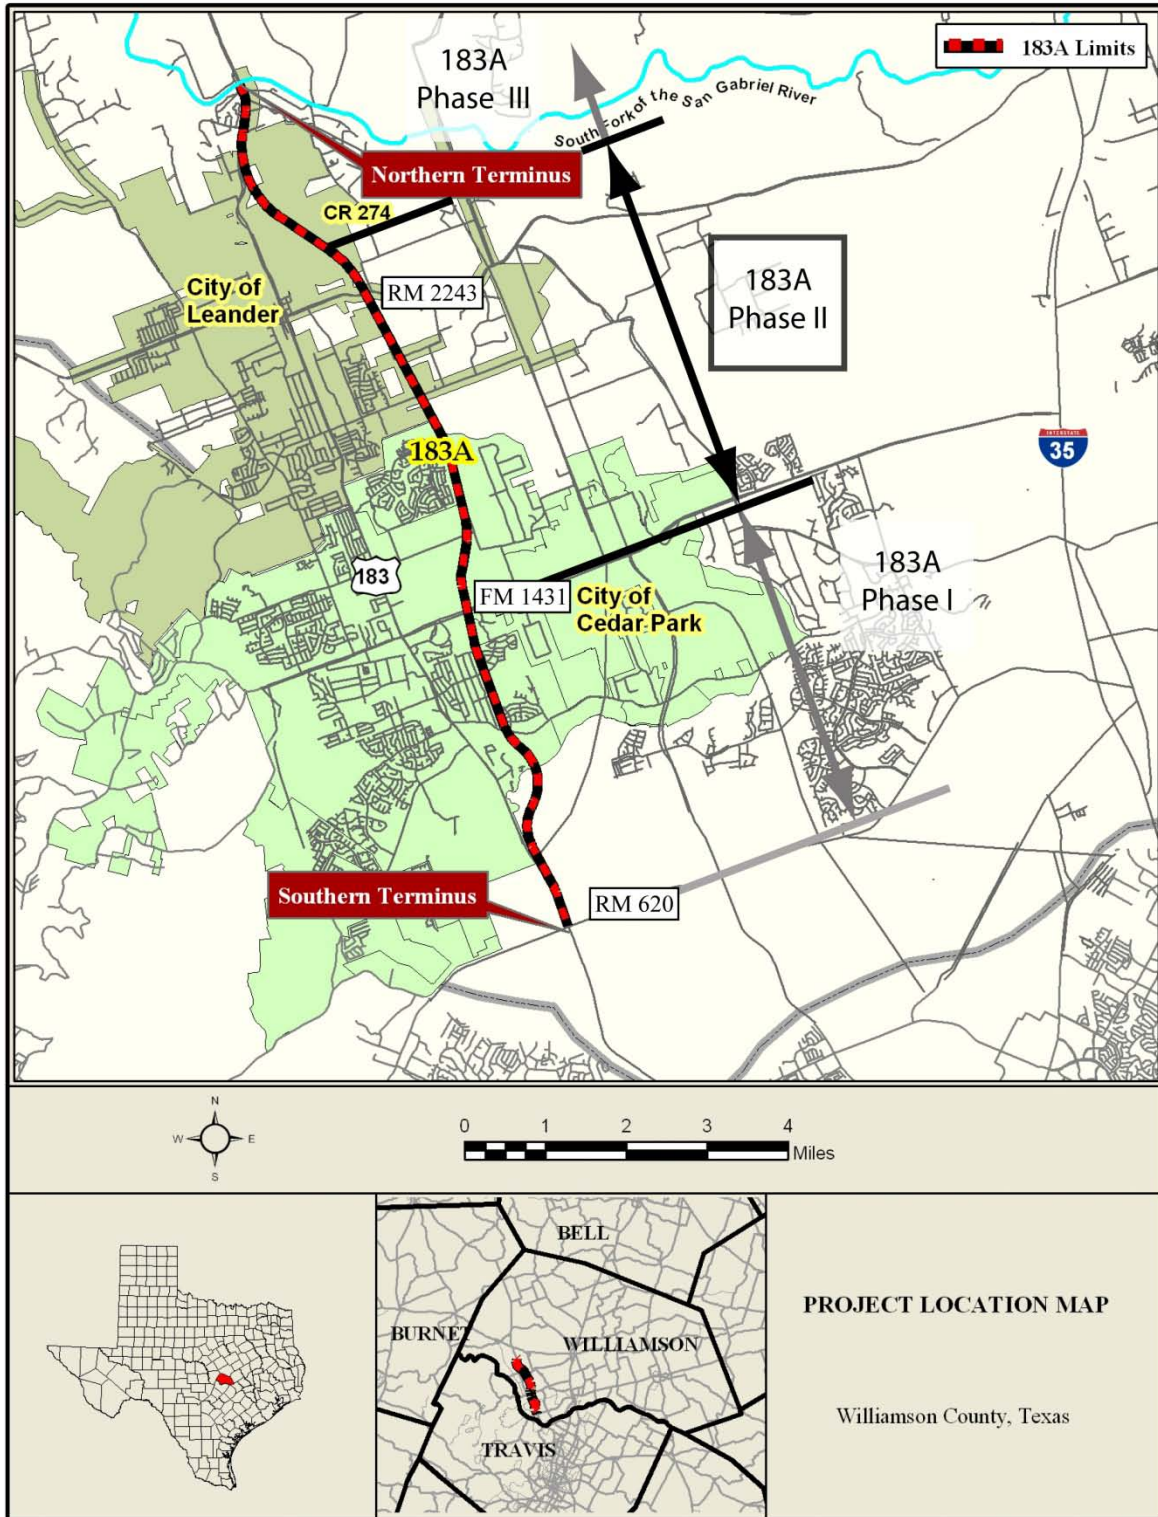 183A Limits
183A
Phase III
South Fork of the San Gabriel River
Northern Terminus
CR 274
RM 2243
City of
Leander
183A
Phase II
183A
INTERSTATE
35
183
FM 1431
City of
Cedar Park
183A
Phase I
Southern Terminus
RM 620
N
W
E
S
0
1
2
3
4
Miles
BELL
BURNET
WILLIAMSON
TRAVIS
PROJECT LOCATION MAP
Williamson County, Texas